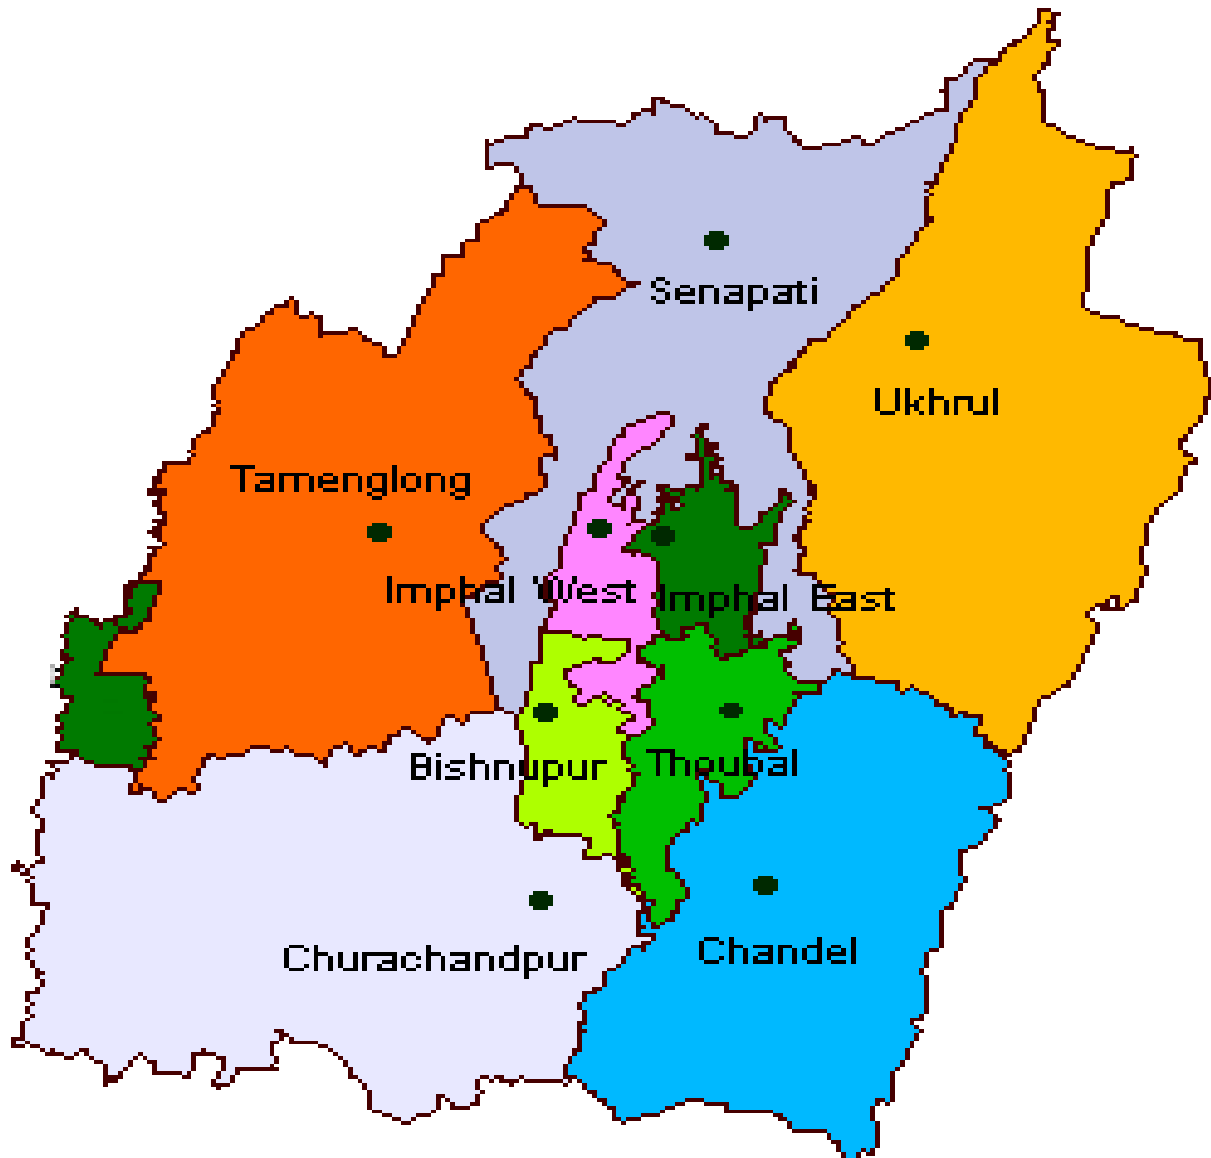 Senapati
Ukhrul
Tamenglong
Imphal West
Imphal East
Bishnupur
Thoubal
Churachandpur
Chandel